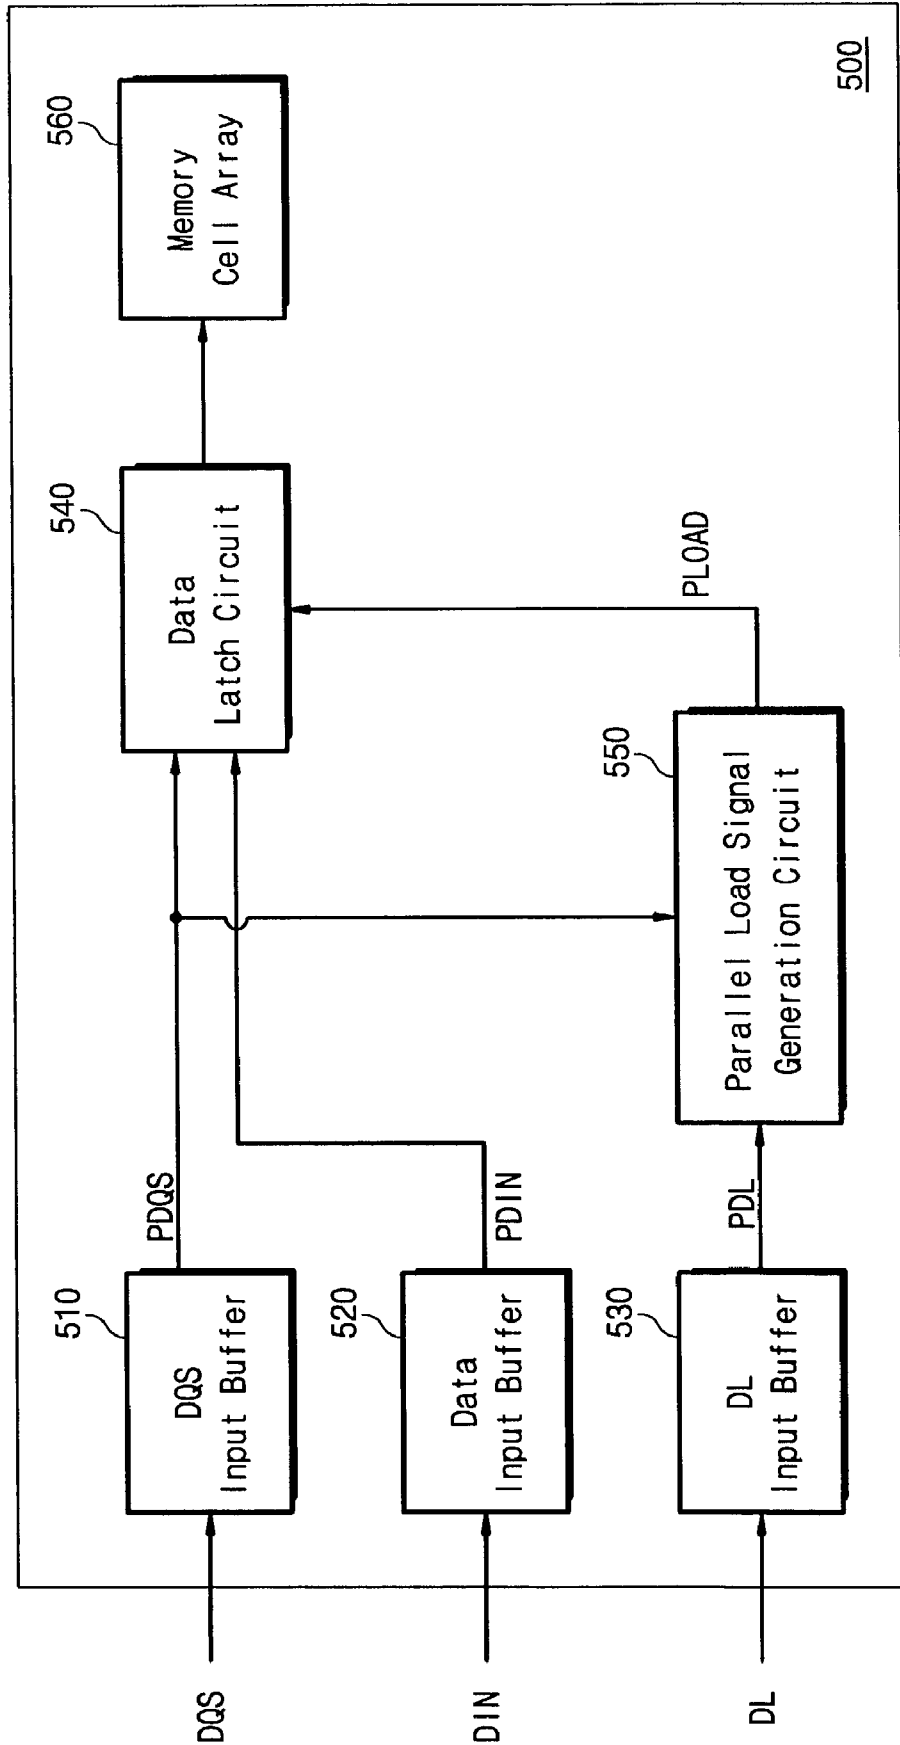 DQS
510
DQS
Input Buffer
PDQS
540
Data
Latch Circuit
560
Memory
Cell Array
DIN
520
Data
Input Buffer
PDIN
PLOAD
DL
530
DL
Input Buffer
PDL
550
Parallel Load Signal
Generation Circuit
500